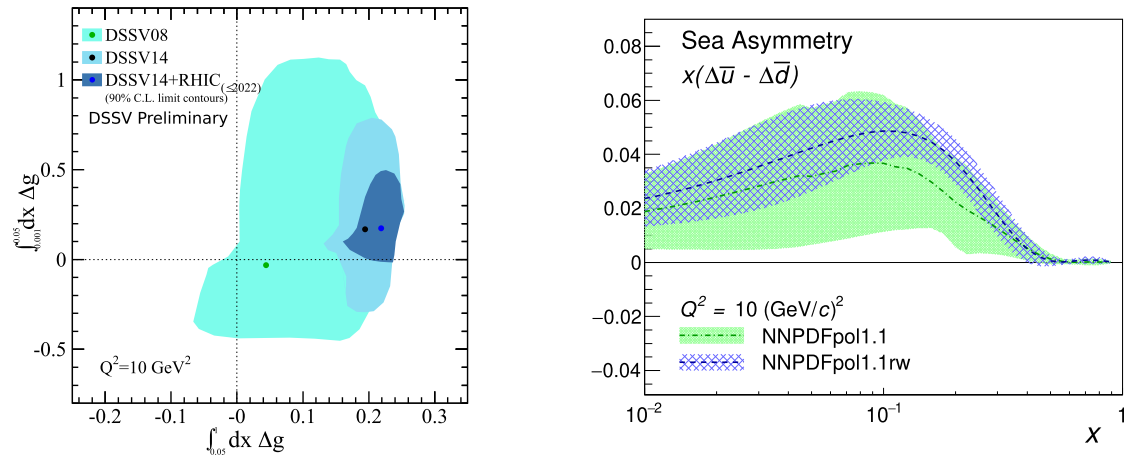 DSSV08
DSSV14
DSSV14+RHIC(≤2022)
(90% C.L. limit contours)
DSSV Preliminary
1
0.5
0
-0.5
∫0.001^0.05 dx Δg
Q²=10 GeV²
-0.2 -0.1 -0 0.1 0.2 0.3
∫0.05^1 dx Δg
Sea Asymmetry
x(Δu̅ - Δd̅)
0.08
0.06
0.04
0.02
0
−0.02
−0.04
Q² = 10 (GeV/c)²
NNPDFpol1.1
NNPDFpol1.1rw
10⁻² 10⁻¹ 1
x